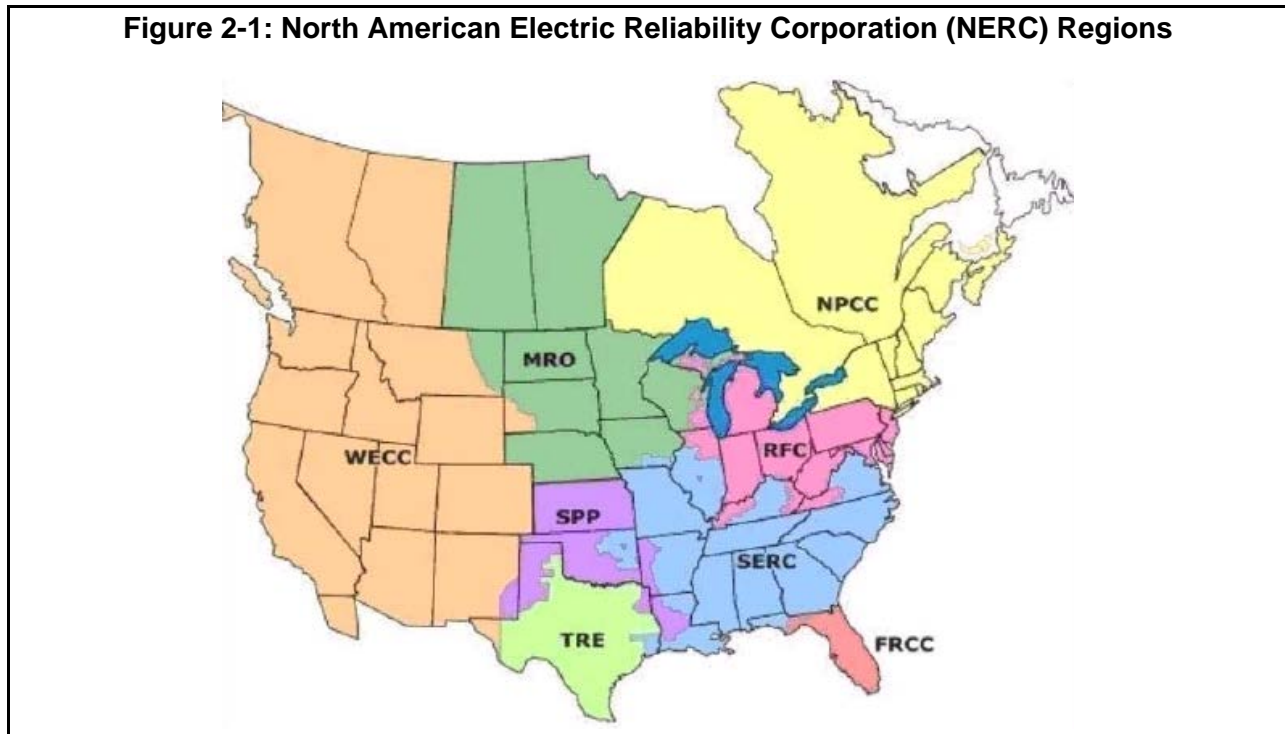 Figure 2-1: North American Electric Reliability Corporation (NERC) Regions
NPCC
MRO
RFC
WECC
SPP
SERC
TRE
FRCC